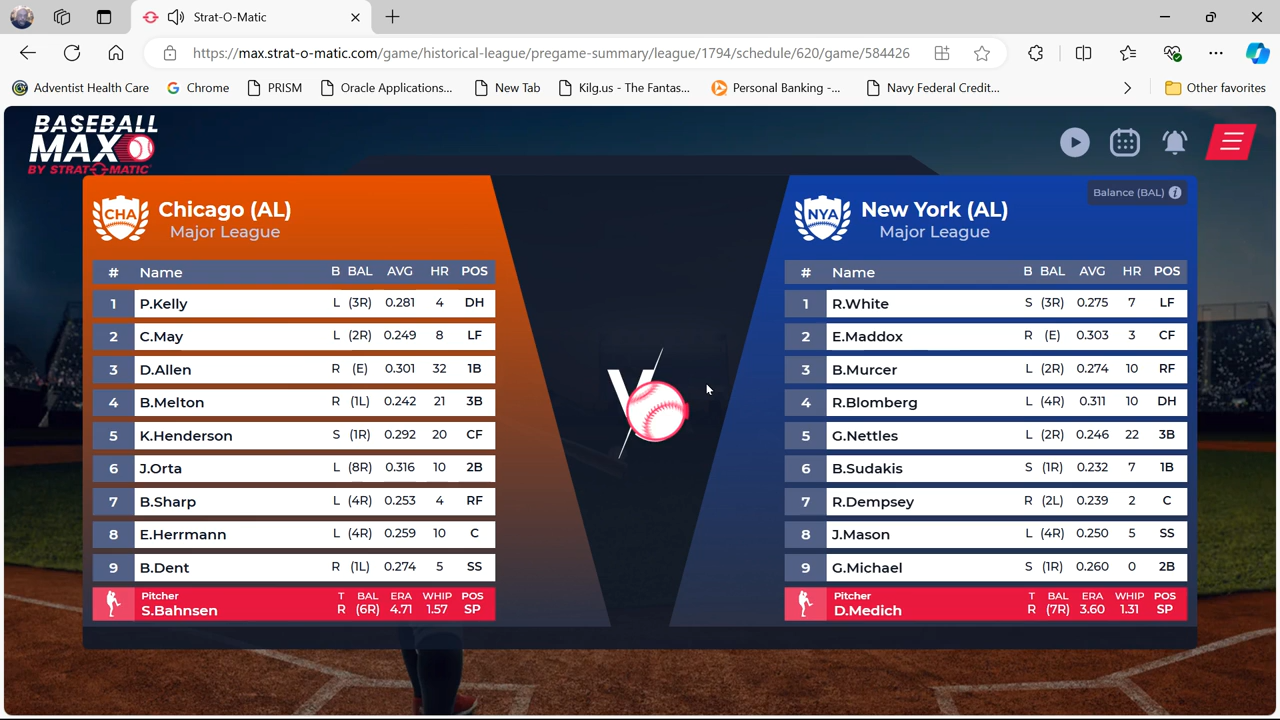 Strat-O-Matic
https://max.strat-o-matic.com/game/historical-league/pregame-summary/league/1794/schedule/620/game/584426
Adventist Health Care Chrome PRISM Oracle Applications... New Tab Kilg.us - The Fantas... Personal Banking -... Navy Federal Credit... Other favorites
BASEBALL
MAX
BY STRAT-O-MATIC
Balance (BAL)
CHA Chicago (AL)
Major League
# Name B BAL AVG HR POS
1 P.Kelly L (3R) 0.281 4 DH
2 C.May L (2R) 0.249 8 LF
3 D.Allen R (E) 0.301 32 1B
4 B.Melton R (1L) 0.242 21 3B
5 K.Henderson S (1R) 0.292 20 CF
6 J.Orta L (8R) 0.316 10 2B
7 B.Sharp L (4R) 0.253 4 RF
8 E.Herrmann L (4R) 0.259 10 C
9 B.Dent R (1L) 0.274 5 SS
Pitcher T BAL ERA WHIP POS
S.Bahnsen R (6R) 4.71 1.57 SP
V
NYA New York (AL)
Major League
# Name B BAL AVG HR POS
1 R.White S (3R) 0.275 7 LF
2 E.Maddox R (E) 0.303 3 CF
3 B.Murcer L (2R) 0.274 10 RF
4 R.Blomberg L (4R) 0.311 10 DH
5 G.Nettles L (2R) 0.246 22 3B
6 B.Sudakis S (1R) 0.232 7 1B
7 R.Dempsey R (2L) 0.239 2 C
8 J.Mason L (4R) 0.250 5 SS
9 G.Michael S (1R) 0.260 0 2B
Pitcher T BAL ERA WHIP POS
D.Medich R (7R) 3.60 1.31 SP